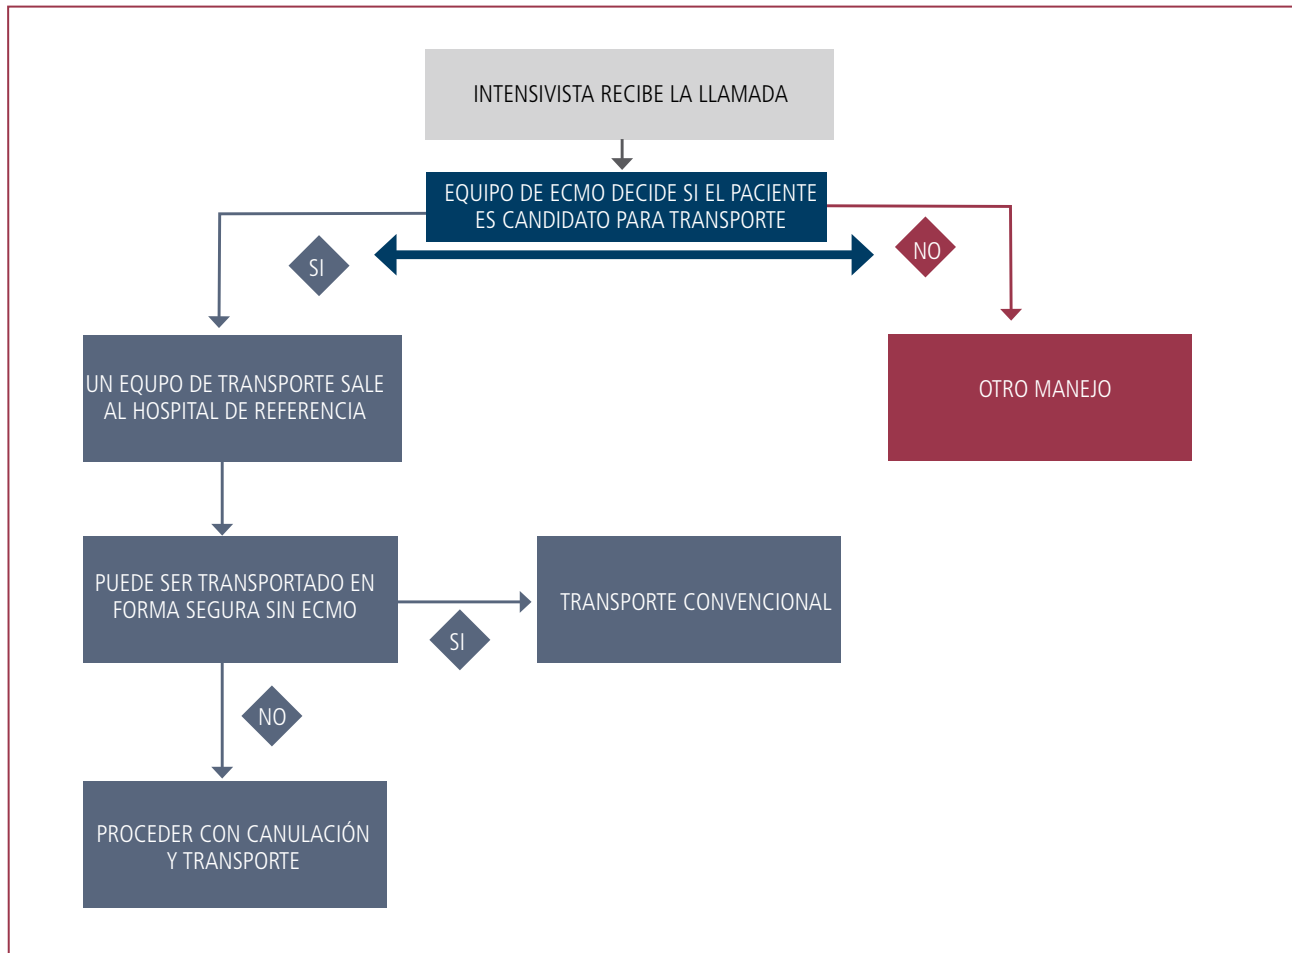 INTENSIVISTA RECIBE LA LLAMADA
EQUIPO DE ECMO DECIDE SI EL PACIENTE
ES CANDIDATO PARA TRANSPORTE
SI
NO
UN EQUPO DE TRANSPORTE SALE
AL HOSPITAL DE REFERENCIA
OTRO MANEJO
PUEDE SER TRANSPORTADO EN
FORMA SEGURA SIN ECMO
SI
TRANSPORTE CONVENCIONAL
NO
PROCEDER CON CANULACIÓN
Y TRANSPORTE